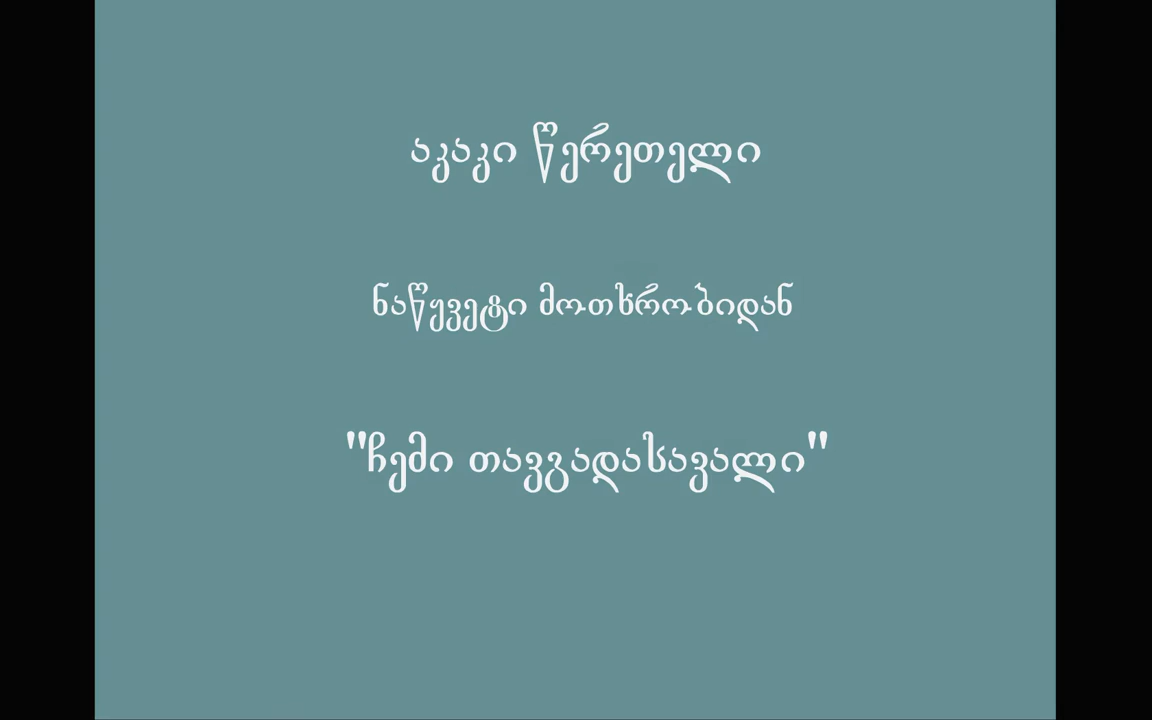 აკაკი წერეთელი
ნაწყვეტი მოთხრობიდან
"ჩემი თავგადასავალი"